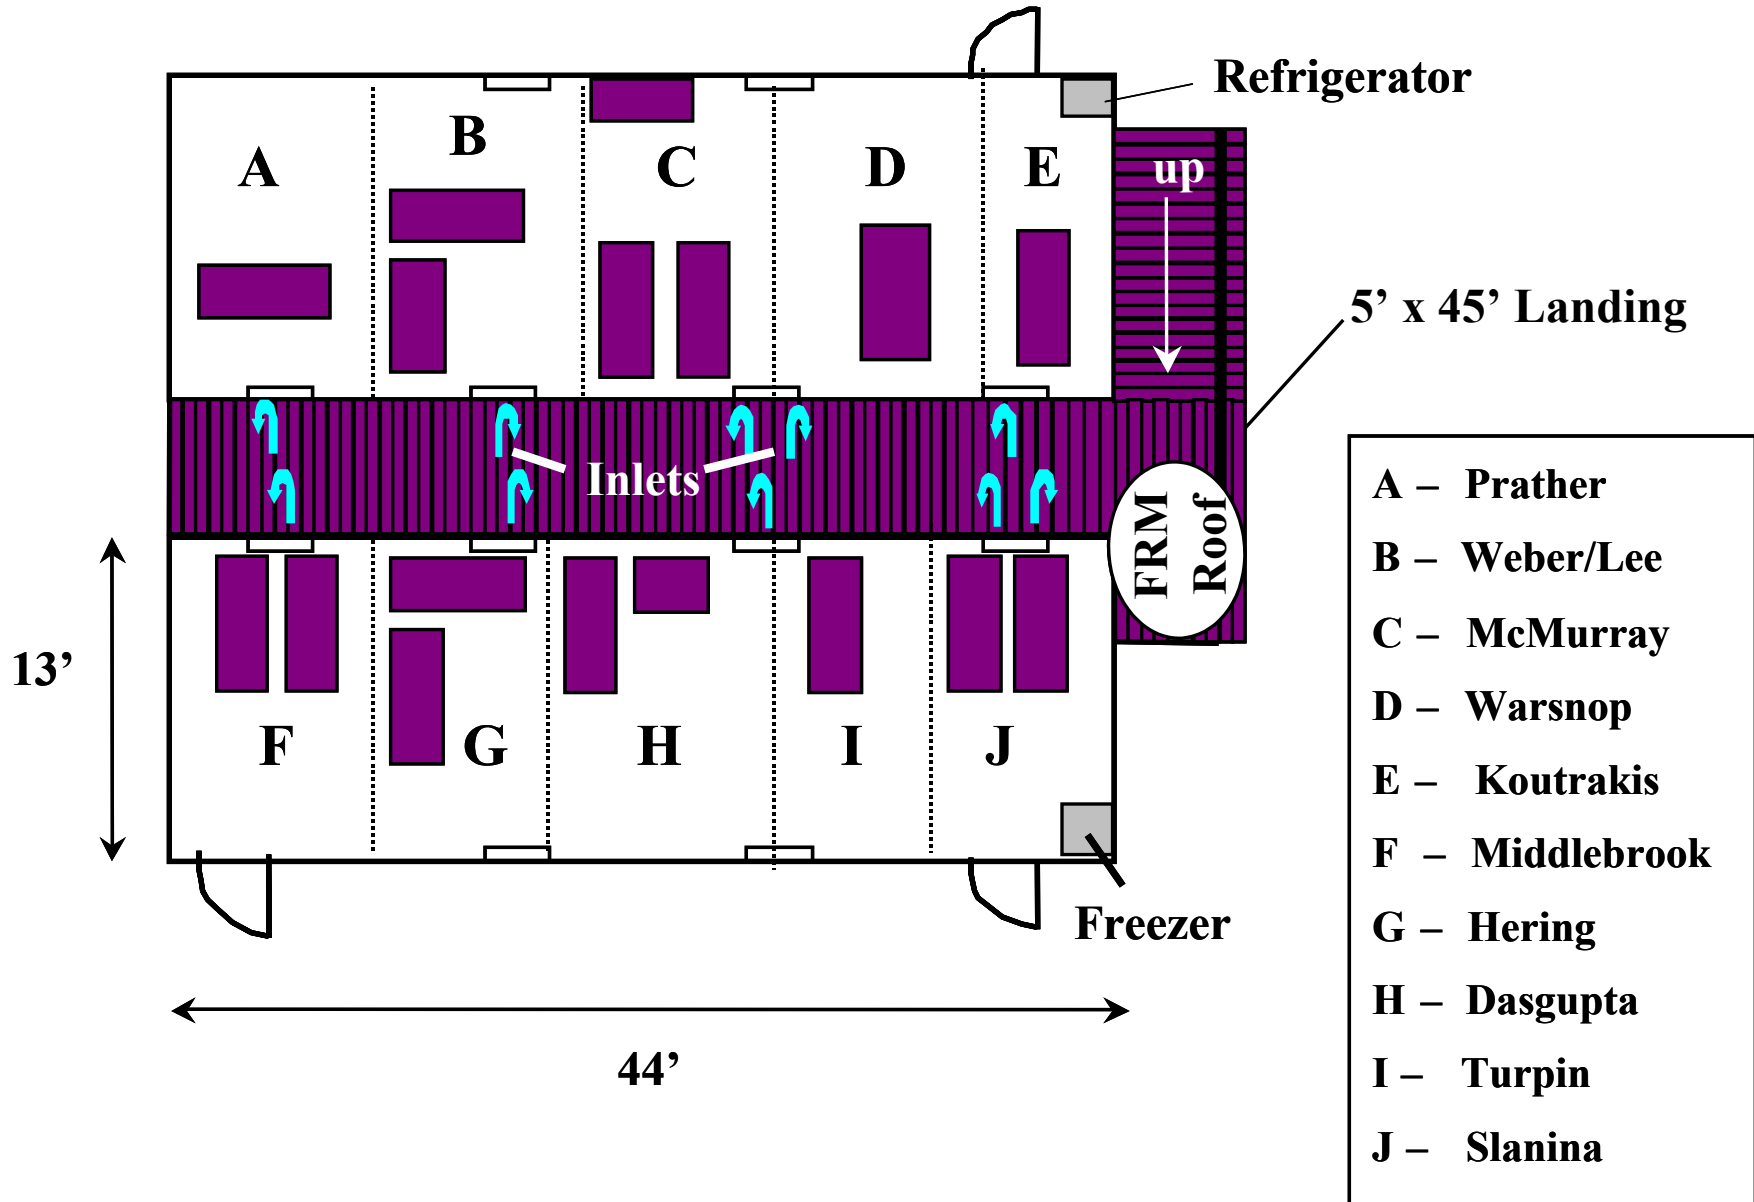 Refrigerator
A
B
C
D
E
up
5’ x 45’ Landing
Inlets
FRM
Roof
13’
F
G
H
I
J
Freezer
44’
A – Prather
B – Weber/Lee
C – McMurray
D – Warsnop
E – Koutrakis
F – Middlebrook
G – Hering
H – Dasgupta
I – Turpin
J – Slanina